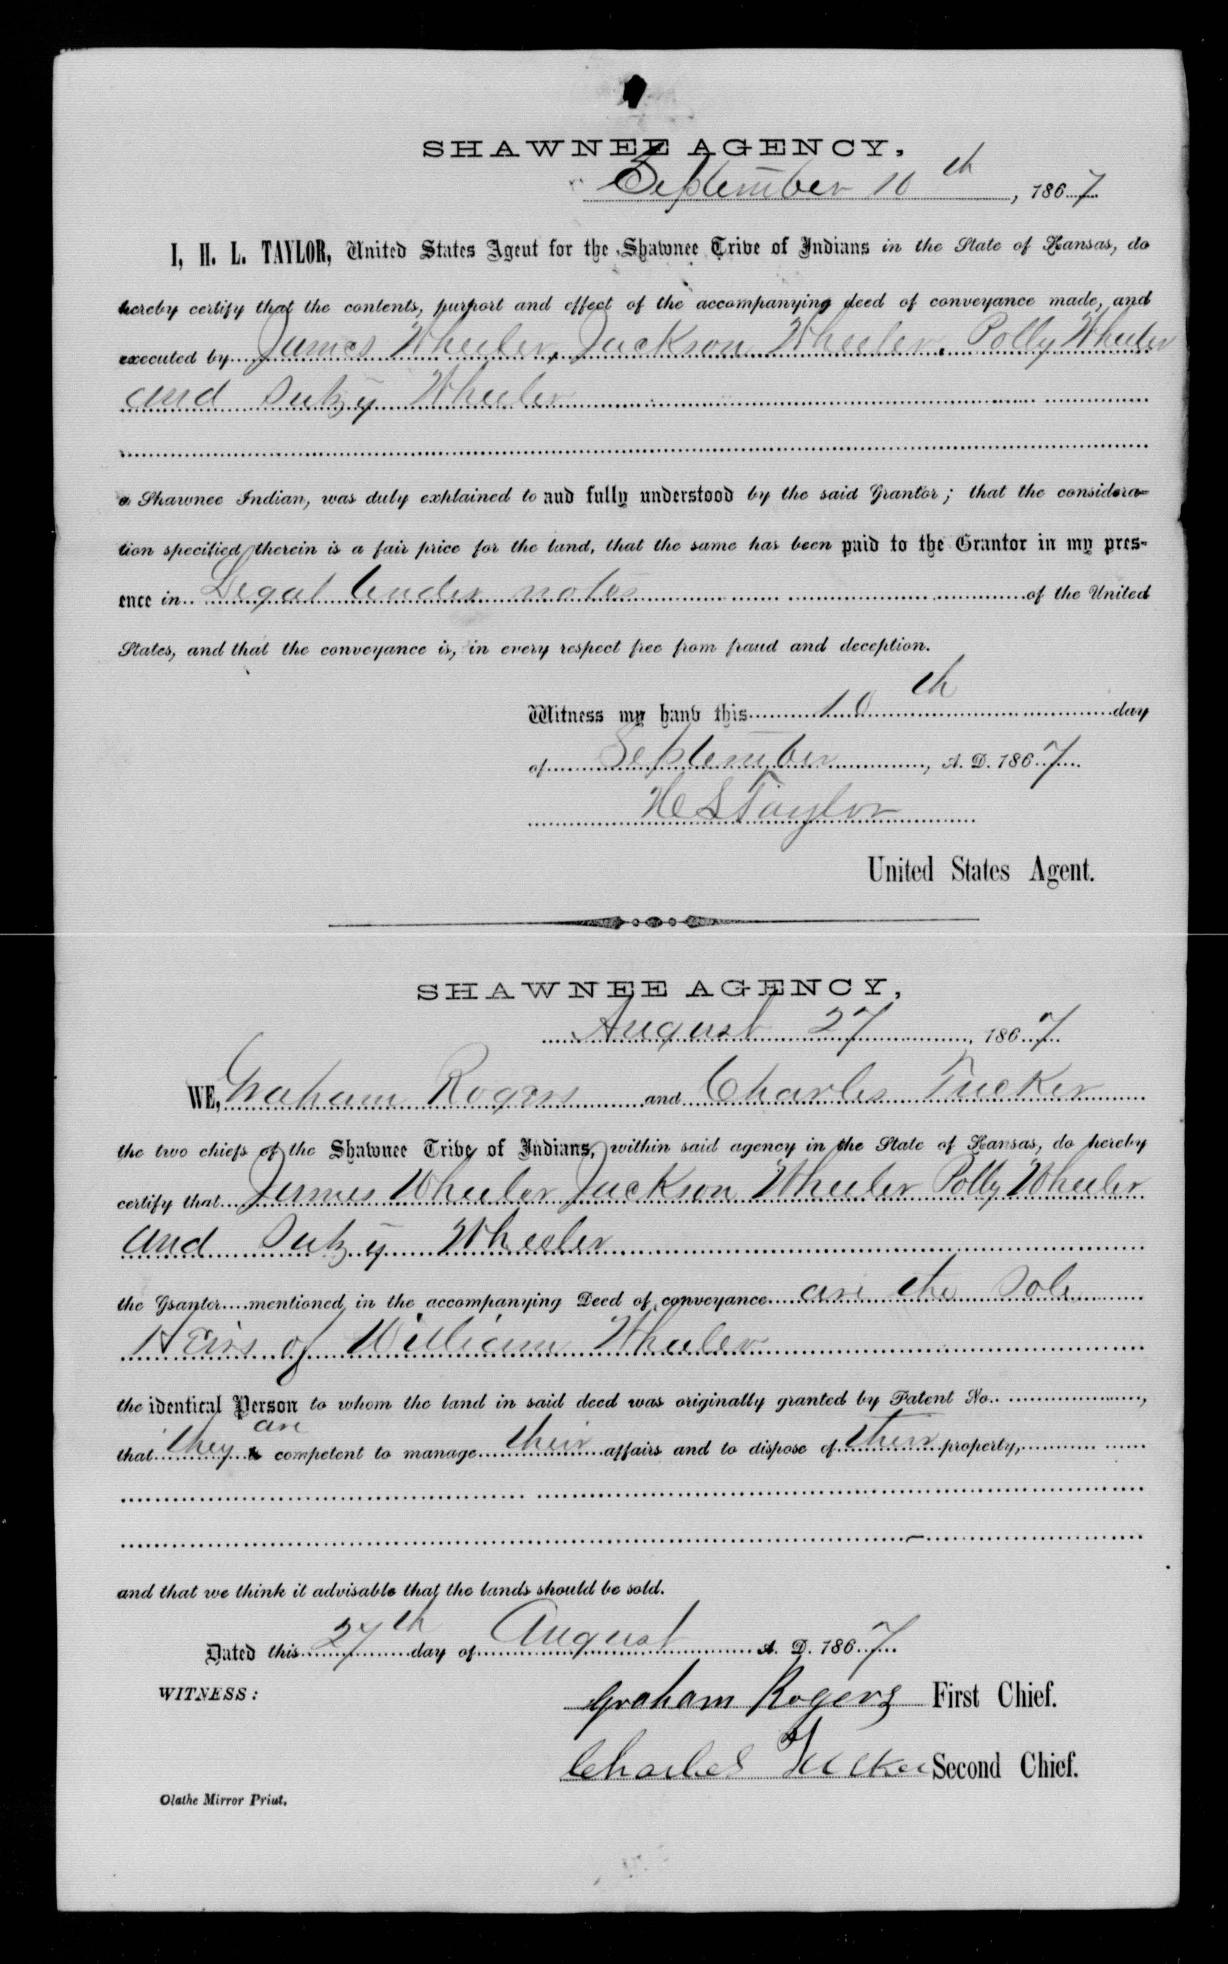 SHAWNEE AGENCY,
September 10th, 1867
I, H. L. TAYLOR, United States Agent for the Shawnee Tribe of Indians in the State of Kansas, do
hereby certify that the contents, purport and effect of the accompanying deed of conveyance made, and
executed by James Wheeler, Jackson Wheeler, Polly Wheeler
and Sukzy Wheeler
a Shawnee Indian, was duly explained to and fully understood by the said Grantor; that the considera-
tion specified therein is a fair price for the land, that the same has been paid to the Grantor in my pres-
ence in Legal tender notes of the United
States, and that the conveyance is, in every respect free from fraud and deception.
Witness my hand this 10th day
of September, A. D. 1867
H L Taylor
United States Agent.
SHAWNEE AGENCY,
August 27, 1867
WE, Graham Rogers and Charles Tucker
the two chiefs of the Shawnee Tribe of Indians, within said agency in the State of Kansas, do hereby
certify that James Wheeler Jackson Wheeler Polly Wheeler
and Sukzy Wheeler
the Gsantor mentioned in the accompanying Deed of conveyance are the Sole
Heirs of William Wheeler
the identical Person to whom the land in said deed was originally granted by Patent No. ,
are
that they is competent to manage their affairs and to dispose of their property,
and that we think it advisable that the lands should be sold.
Dated this 27th day of August A. D. 1867
WITNESS:
Graham Rogers First Chief.
Charles Tucker Second Chief.
Olathe Mirror Print.